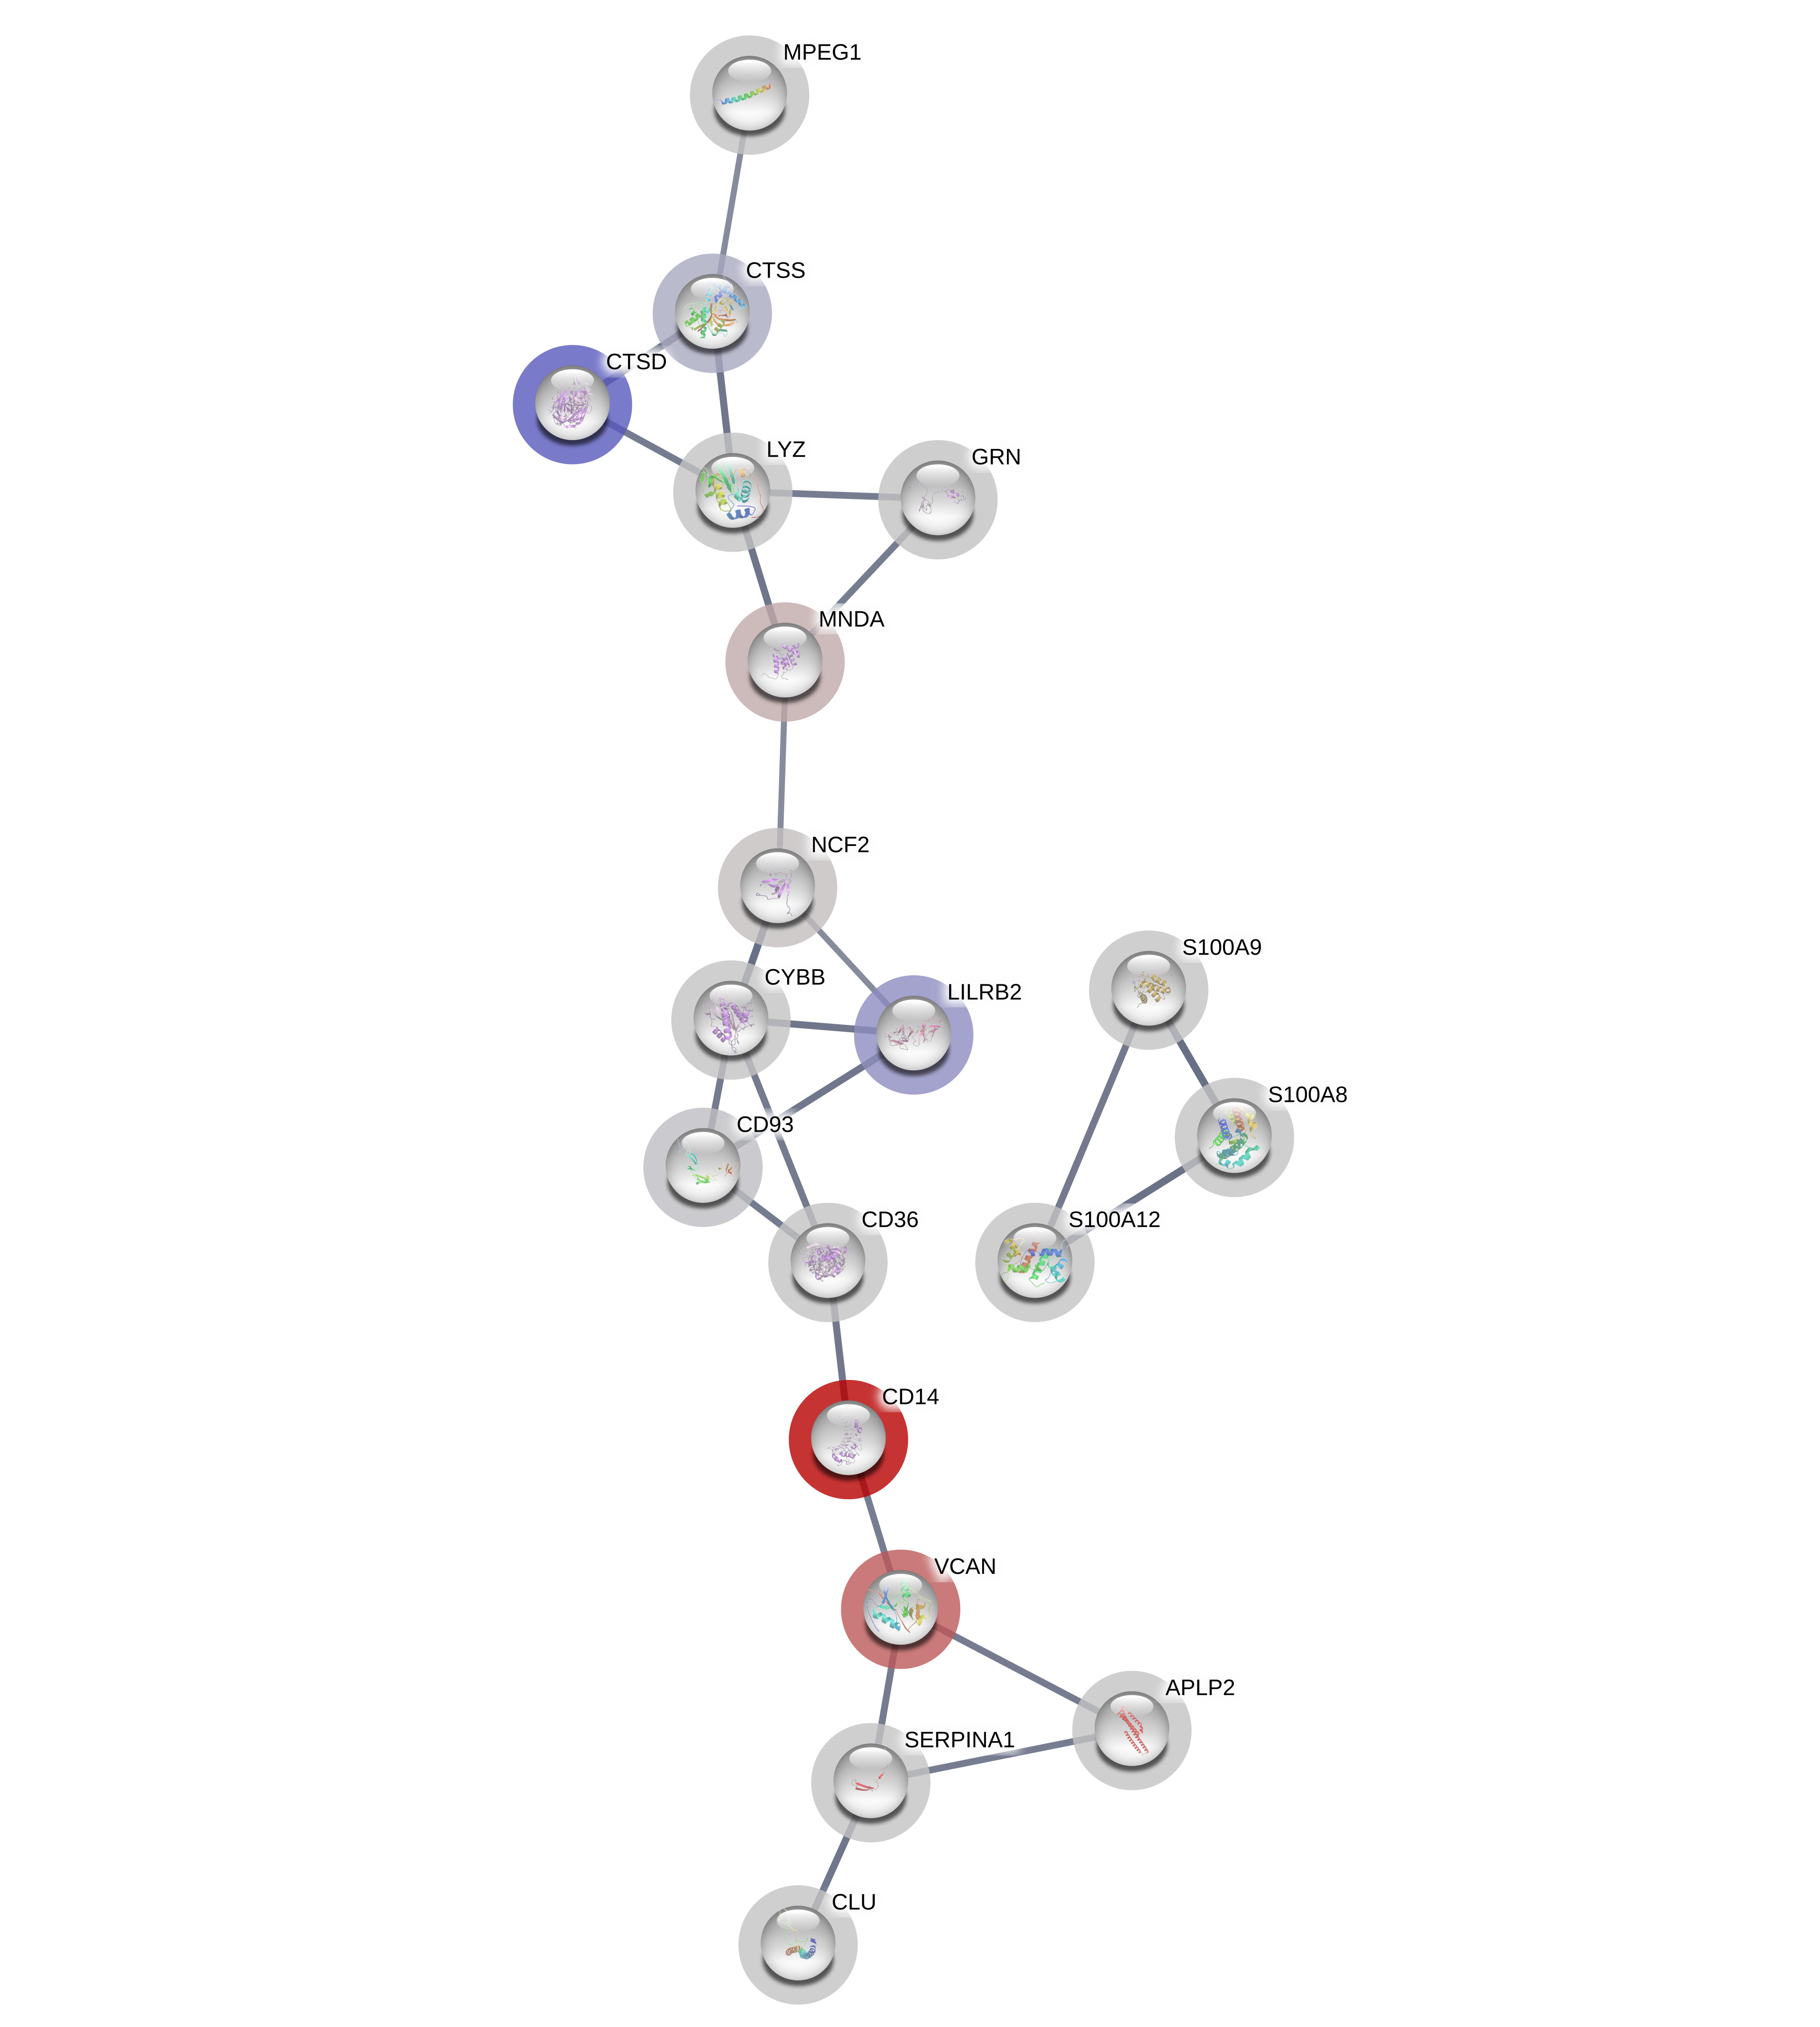 MPEG1
CTSS
CTSD
LYZ
GRN
MNDA
NCF2
S100A9
CYBB
LILRB2
S100A8
CD93
CD36
S100A12
CD14
VCAN
APLP2
SERPINA1
CLU